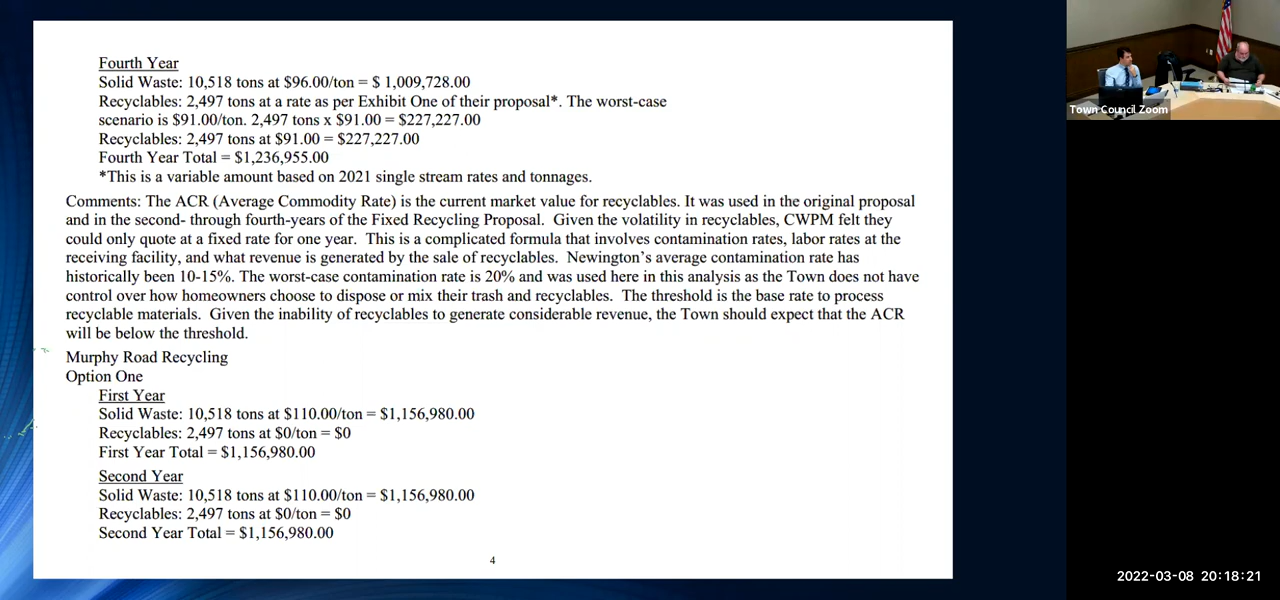 Fourth Year
Solid Waste: 10,518 tons at $96.00/ton = $ 1,009,728.00
Recyclables: 2,497 tons at a rate as per Exhibit One of their proposal*. The worst-case
scenario is $91.00/ton. 2,497 tons x $91.00 = $227,227.00
Recyclables: 2,497 tons at $91.00 = $227,227.00
Fourth Year Total = $1,236,955.00
*This is a variable amount based on 2021 single stream rates and tonnages.
Comments: The ACR (Average Commodity Rate) is the current market value for recyclables. It was used in the original proposal
and in the second- through fourth-years of the Fixed Recycling Proposal.  Given the volatility in recyclables, CWPM felt they
could only quote at a fixed rate for one year.  This is a complicated formula that involves contamination rates, labor rates at the
receiving facility, and what revenue is generated by the sale of recyclables.  Newington's average contamination rate has
historically been 10-15%. The worst-case contamination rate is 20% and was used here in this analysis as the Town does not have
control over how homeowners choose to dispose or mix their trash and recyclables.  The threshold is the base rate to process
recyclable materials.  Given the inability of recyclables to generate considerable revenue, the Town should expect that the ACR
will be below the threshold.
Murphy Road Recycling
Option One
First Year
Solid Waste: 10,518 tons at $110.00/ton = $1,156,980.00
Recyclables: 2,497 tons at $0/ton = $0
First Year Total = $1,156,980.00
Second Year
Solid Waste: 10,518 tons at $110.00/ton = $1,156,980.00
Recyclables: 2,497 tons at $0/ton = $0
Second Year Total = $1,156,980.00
4
Town Council Zoom
2022-03-08 20:18:21